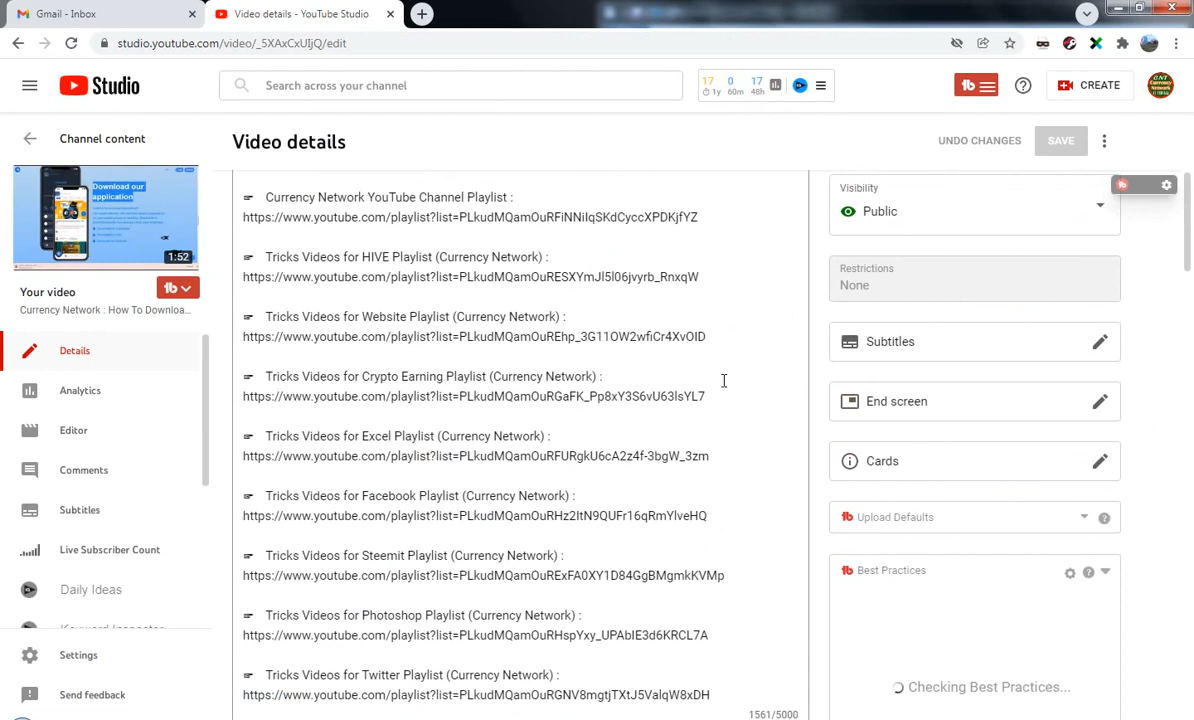 Gmail - Inbox
Video details - YouTube Studio
studio.youtube.com/video/_5XAxCxUIjQ/edit
Studio
Search across your channel
17 0 17
1y 60m 48h
CREATE
Channel content
Video details
UNDO CHANGES
SAVE
Download our
application
1:52
Your video
Currency Network : How To Downloa...
Details
Analytics
Editor
Comments
Subtitles
Live Subscriber Count
Daily Ideas
Keyword Inspector
Settings
Send feedback
Currency Network YouTube Channel Playlist :
https://www.youtube.com/playlist?list=PLkudMQamOuRFiNNiIqSKdCyccXPDKjfYZ
Tricks Videos for HIVE Playlist (Currency Network) :
https://www.youtube.com/playlist?list=PLkudMQamOuRESXYmJl5l06jvyrb_RnxqW
Tricks Videos for Website Playlist (Currency Network) :
https://www.youtube.com/playlist?list=PLkudMQamOuREhp_3G11OW2wfiCr4XvOID
Tricks Videos for Crypto Earning Playlist (Currency Network) :
https://www.youtube.com/playlist?list=PLkudMQamOuRGaFK_Pp8xY3S6vU63lsYL7
Tricks Videos for Excel Playlist (Currency Network) :
https://www.youtube.com/playlist?list=PLkudMQamOuRFURgkU6cA2z4f-3bgW_3zm
Tricks Videos for Facebook Playlist (Currency Network) :
https://www.youtube.com/playlist?list=PLkudMQamOuRHz2ItN9QUFr16qRmYlveHQ
Tricks Videos for Steemit Playlist (Currency Network) :
https://www.youtube.com/playlist?list=PLkudMQamOuRExFA0XY1D84GgBMgmkKVMp
Tricks Videos for Photoshop Playlist (Currency Network) :
https://www.youtube.com/playlist?list=PLkudMQamOuRHspYxy_UPAbIE3d6KRCL7A
Tricks Videos for Twitter Playlist (Currency Network) :
https://www.youtube.com/playlist?list=PLkudMQamOuRGNV8mgtjTXtJ5ValqW8xDH
1561/5000
Visibility
Public
Restrictions
None
Subtitles
End screen
Cards
Upload Defaults
Best Practices
Checking Best Practices...